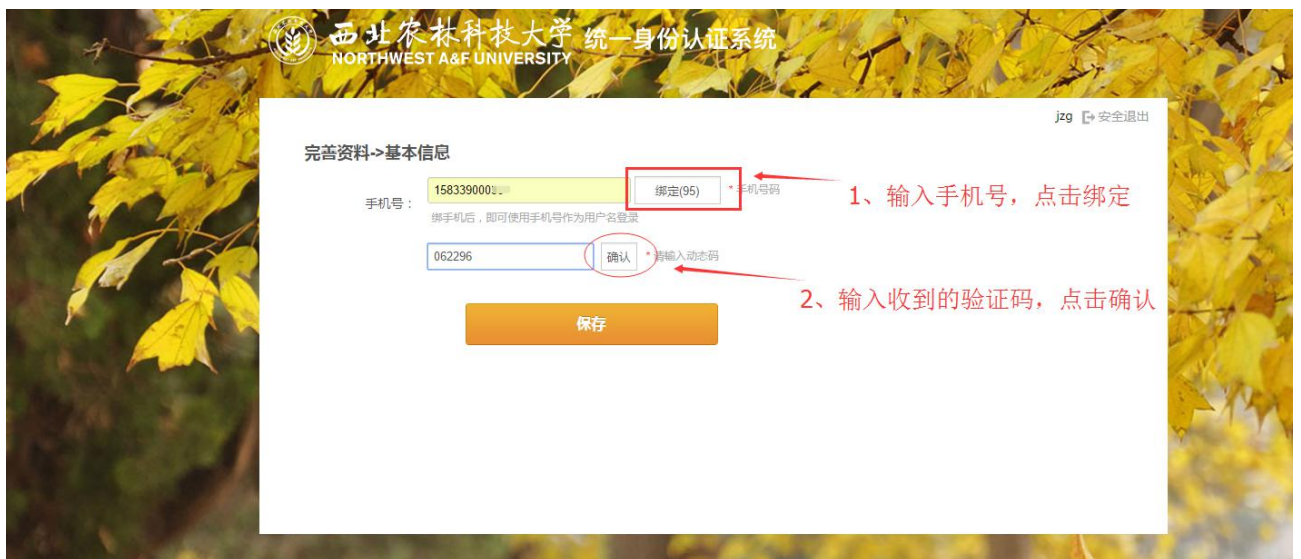 西北农林科技大学 统一身份认证系统
NORTHWEST A&F UNIVERSITY
jzg 安全退出
完善资料->基本信息
手机号： 1583390003 绑定(95) * 手机号码
1、输入手机号，点击绑定
绑手机后，即可使用手机号作为用户名登录
062296 确认 * 请输入动态码
2、输入收到的验证码，点击确认
保存